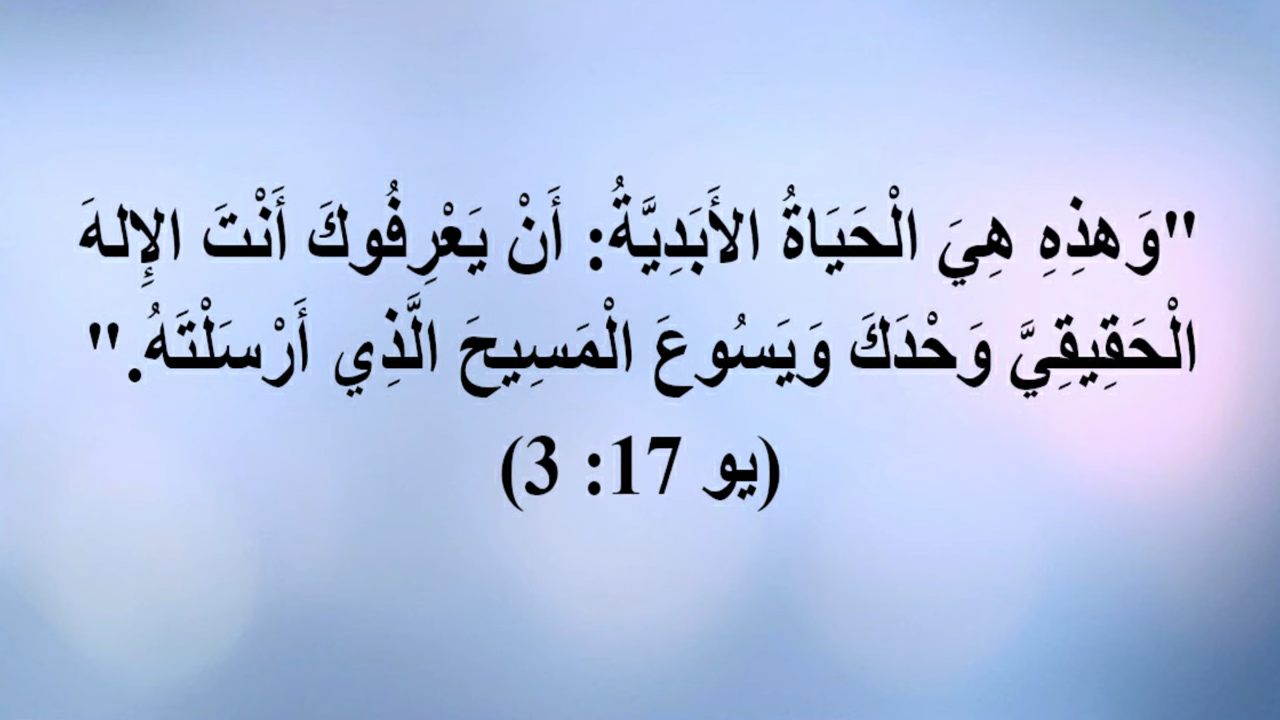 "وَهذِهِ هِيَ الْحَيَاةُ الأَبَدِيَّةُ: أَنْ يَعْرِفُوكَ أَنْتَ الإِلهَ
الْحَقِيقِيَّ وَحْدَكَ وَيَسُوعَ الْمَسِيحَ الَّذِي أَرْسَلْتَهُ."
(يو 17: 3)